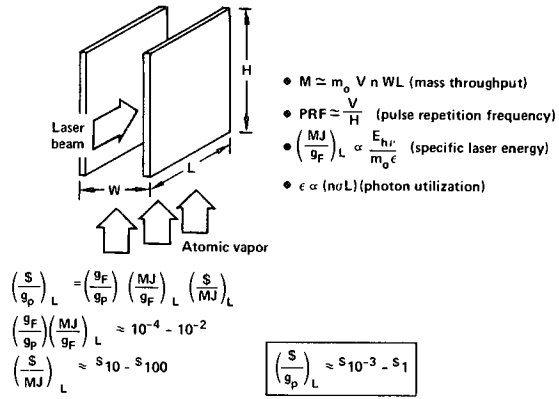 H
Laser
beam
W
L
Atomic vapor
• M ≃ mₒ V n WL (mass throughput)
• PRF ≃ V/H (pulse repetition frequency)
• (MJ/g_F)_L ∝ E_hν/mₒϵ (specific laser energy)
• ϵ ∝ (nσL) (photon utilization)
($/g_p)_L = (g_F/g_p) (MJ/g_F)_L ($/MJ)_L
(g_F/g_P)(MJ/g_F)_L ≈ 10⁻⁴ - 10⁻²
($/MJ)_L ≈ $10 - $100
($/g_p)_L ≈ $10⁻³ - $1